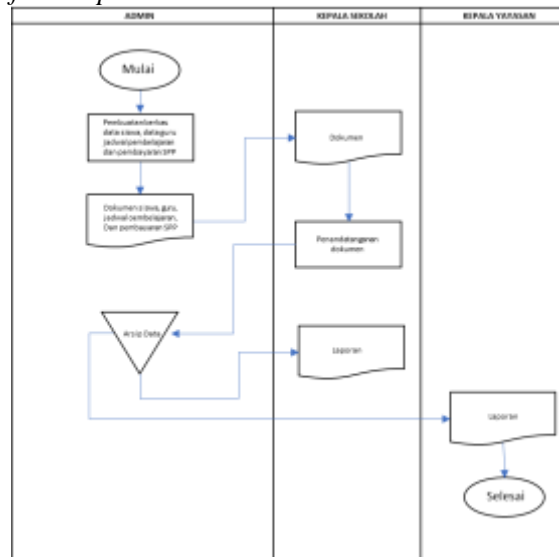 ADMIN
KEPALA SEKOLAH
KEPALA YAYASAN
Mulai
Pembuatan berkas
data siswa, data guru
jadwal pembelajaran
dan pembayaran SPP
Dokumen siswa, guru,
jadwal pembelajaran,
Dan pembayaran SPP
Dokumen
Penandatanganan
dokumen
Arsip Data
Laporan
Laporan
Selesai